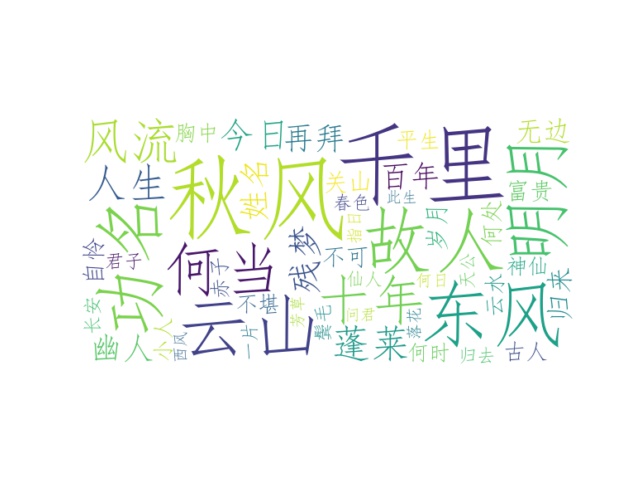 风流
胸中
今日
再拜
千里
平生
无边
人生
秋风
姓名
关山
百年
春色
此生
明月
富贵
功名
自怜
君子
何当
赤子
残梦
不可
指日
故人
岁月
何处
天公
神仙
仙人
何日
云水
归来
长安
幽人
小人
西风
云山
不堪
一片
芳草
鬓毛
问君
十年
蓬莱
落花
东风
何时
归去
古人